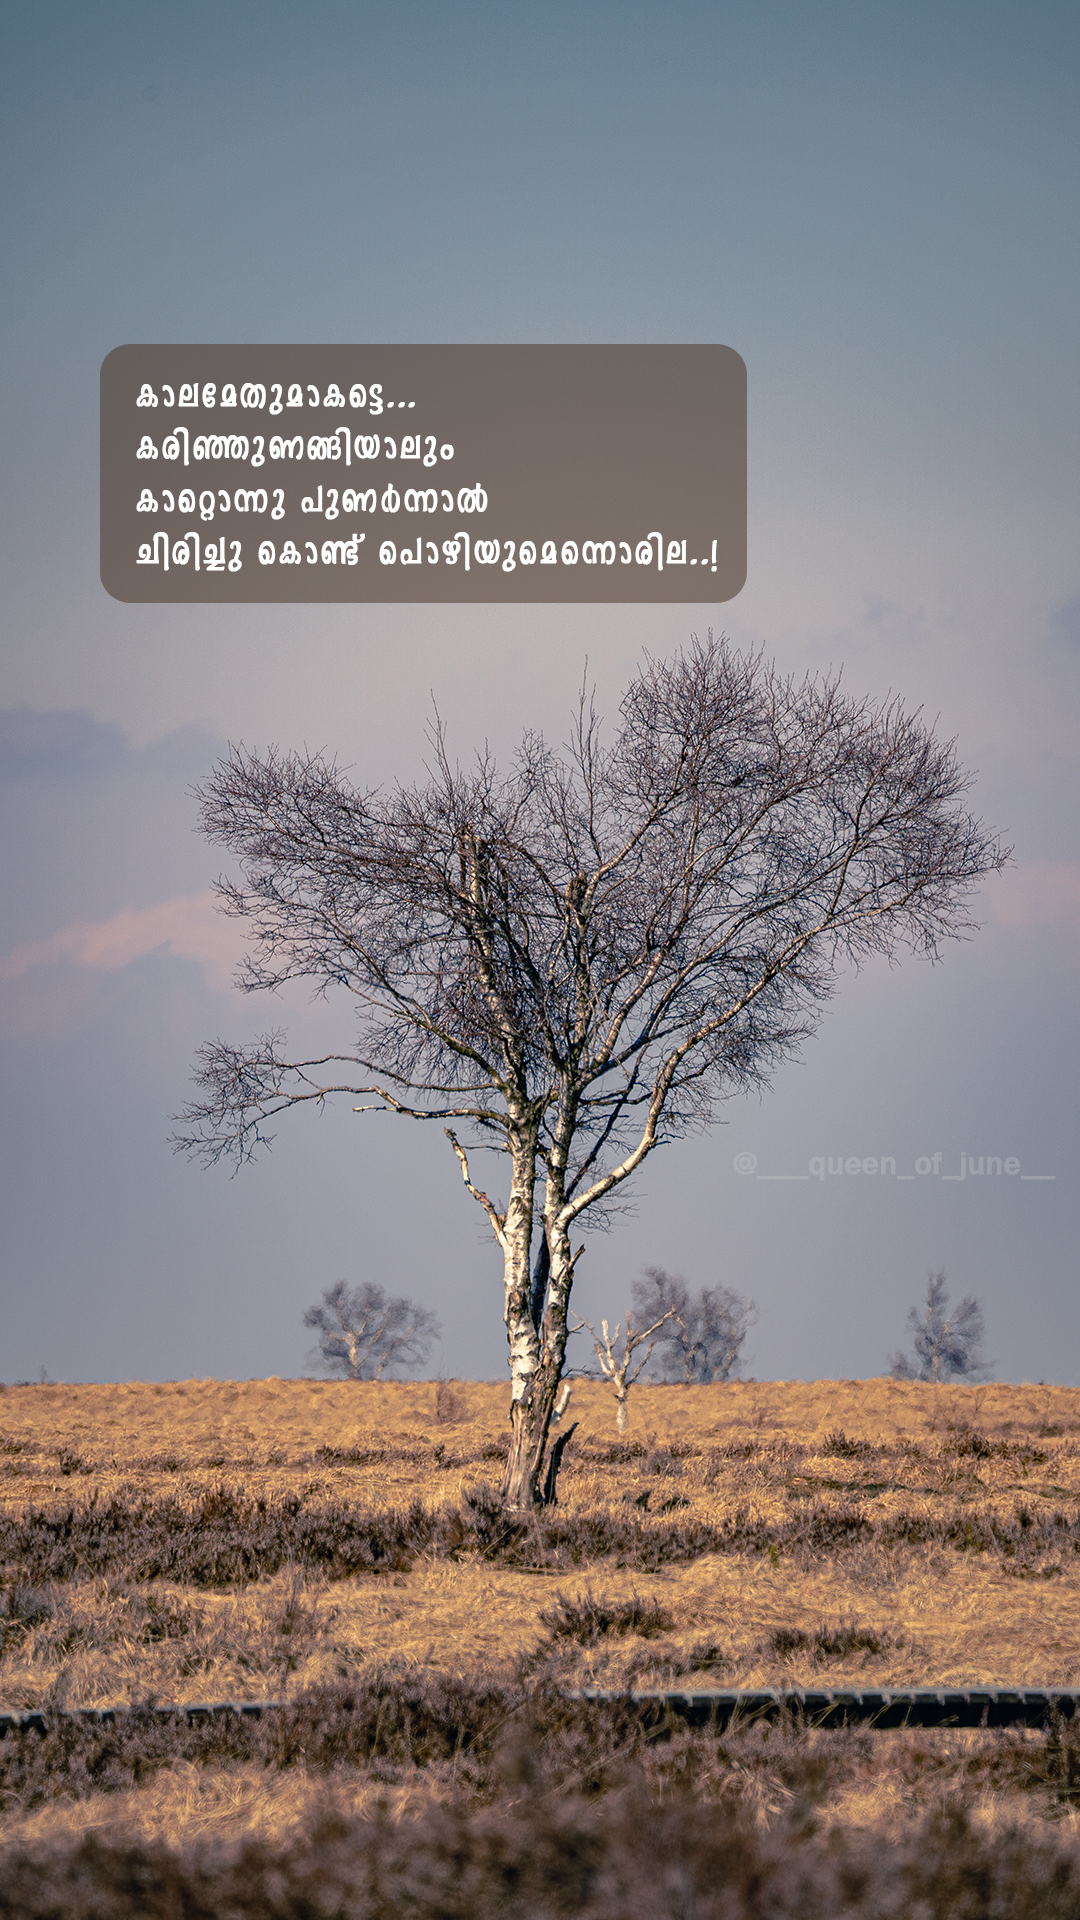 കാലമേതുമാകട്ടെ...
കരിഞ്ഞുണങ്ങിയാലും
കാറ്റൊന്നു പുണർന്നാൽ
ചിരിച്ചു കൊണ്ട് പൊഴിയുമെന്നൊരില..!
@___queen_of_june__